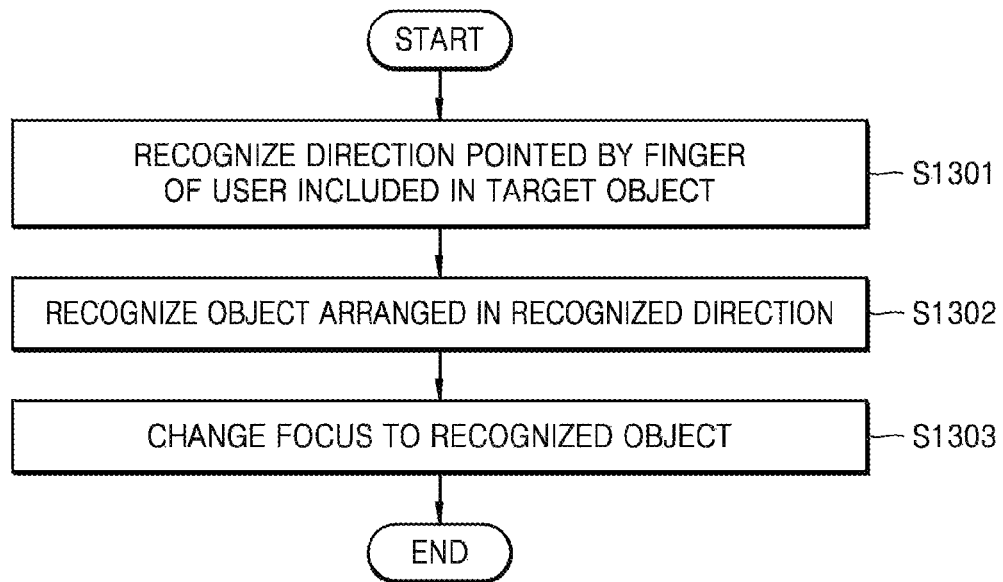 START
RECOGNIZE DIRECTION POINTED BY FINGER
OF USER INCLUDED IN TARGET OBJECT
S1301
RECOGNIZE OBJECT ARRANGED IN RECOGNIZED DIRECTION
S1302
CHANGE FOCUS TO RECOGNIZED OBJECT
S1303
END